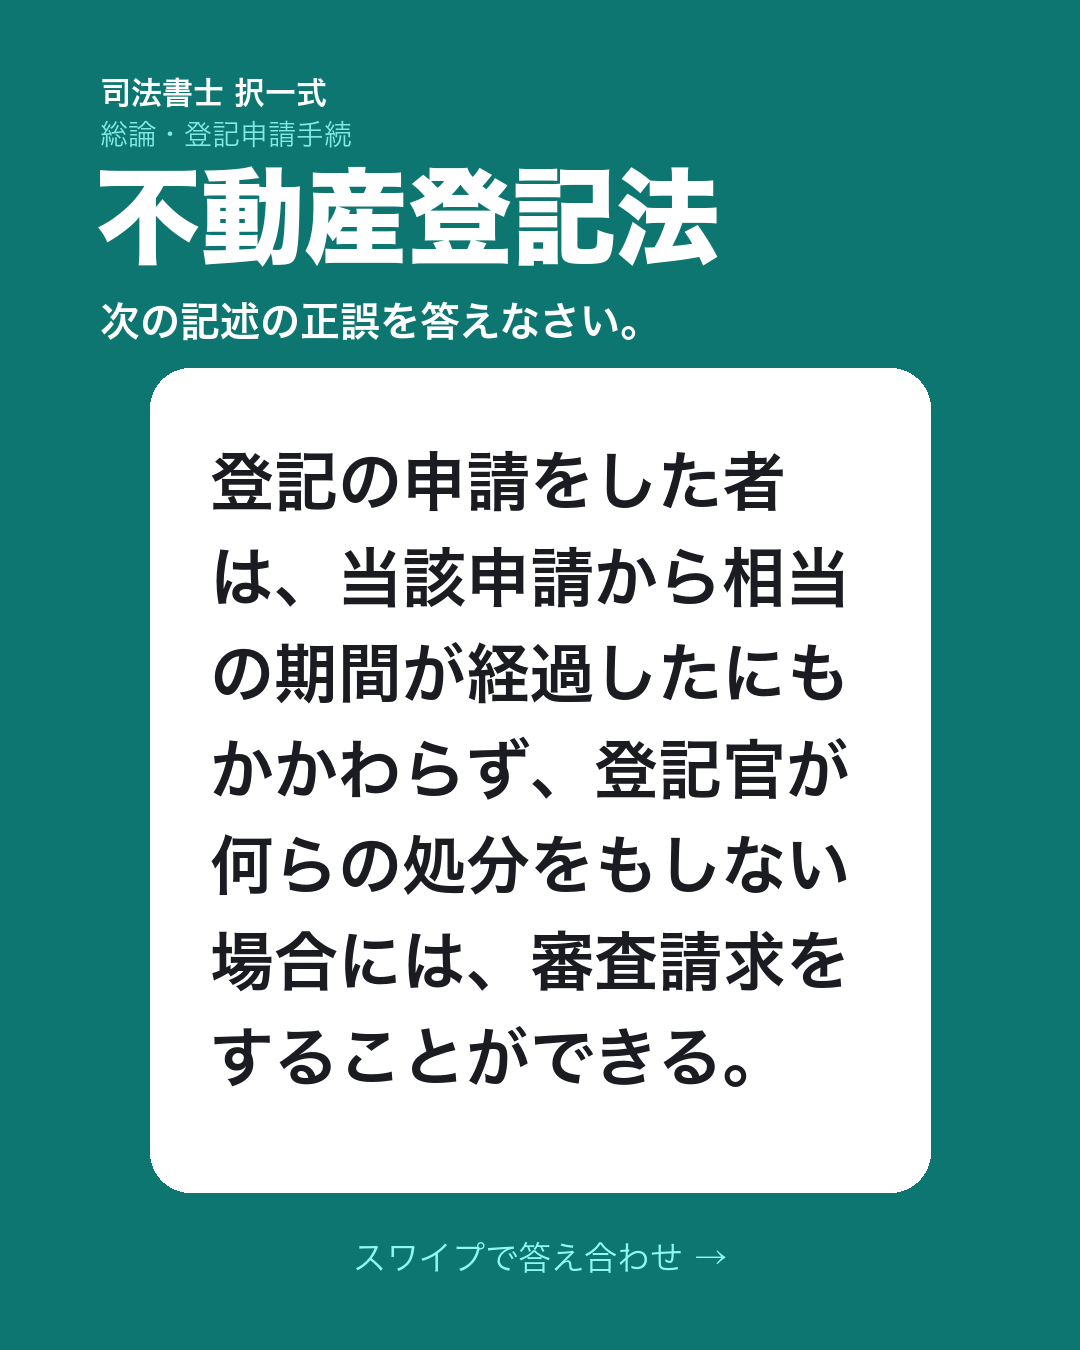 司法書士 択一式
総論・登記申請手続
不動産登記法
次の記述の正誤を答えなさい。
登記の申請をした者
は、当該申請から相当
の期間が経過したにも
かかわらず、登記官が
何らの処分をもしない
場合には、審査請求を
することができる。
スワイプで答え合わせ →